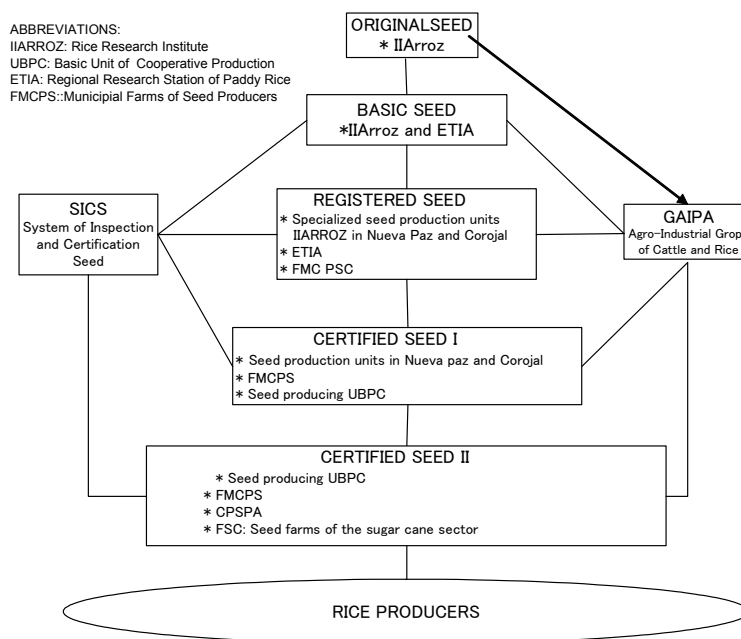 ABBREVIATIONS:
IIARROZ: Rice Research Institute
UBPC: Basic Unit of Cooperative Production
ETIA: Regional Research Station of Paddy Rice
FMCPS::Municipial Farms of Seed Producers
ORIGINALSEED
* IIArroz
BASIC SEED
*IIArroz and ETIA
SICS
System of Inspection
and Certification
Seed
REGISTERED SEED
* Specialized seed production units
IIARROZ in Nueva Paz and Corojal
* ETIA
* FMC PSC
GAIPA
Agro-Industrial Grop
of Cattle and Rice
CERTIFIED SEED I
* Seed production units in Nueva paz and Corojal
* FMCPS
* Seed producing UBPC
CERTIFIED SEED II
* Seed producing UBPC
* FMCPS
* CPSPA
* FSC: Seed farms of the sugar cane sector
RICE PRODUCERS